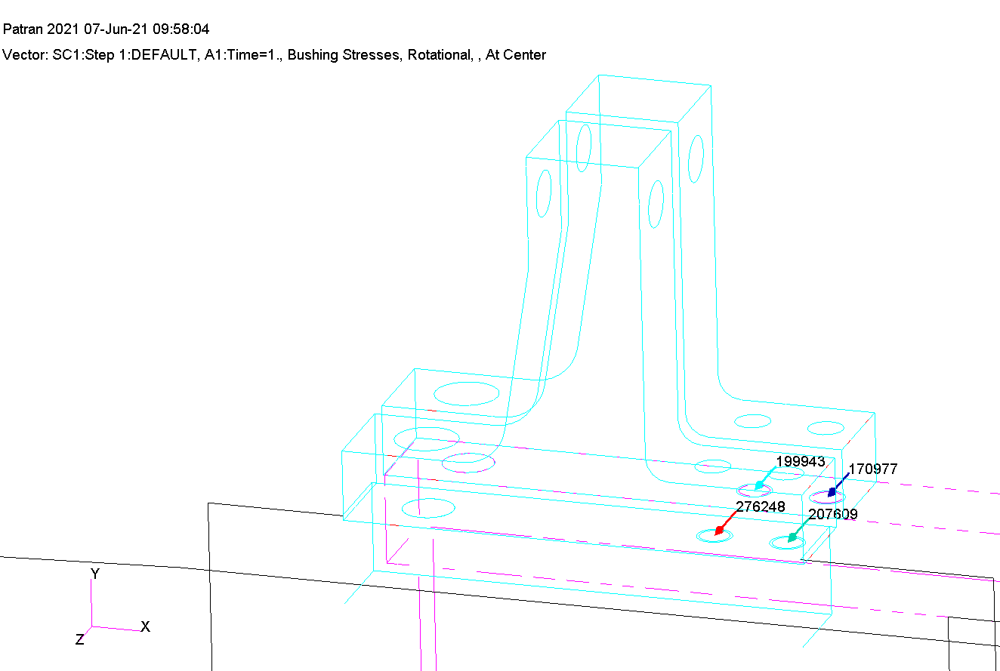 Patran 2021 07-Jun-21 09:58:04
Vector: SC1:Step 1:DEFAULT, A1:Time=1., Bushing Stresses, Rotational, , At Center
199943
170977
276248
207609
Y
X
Z